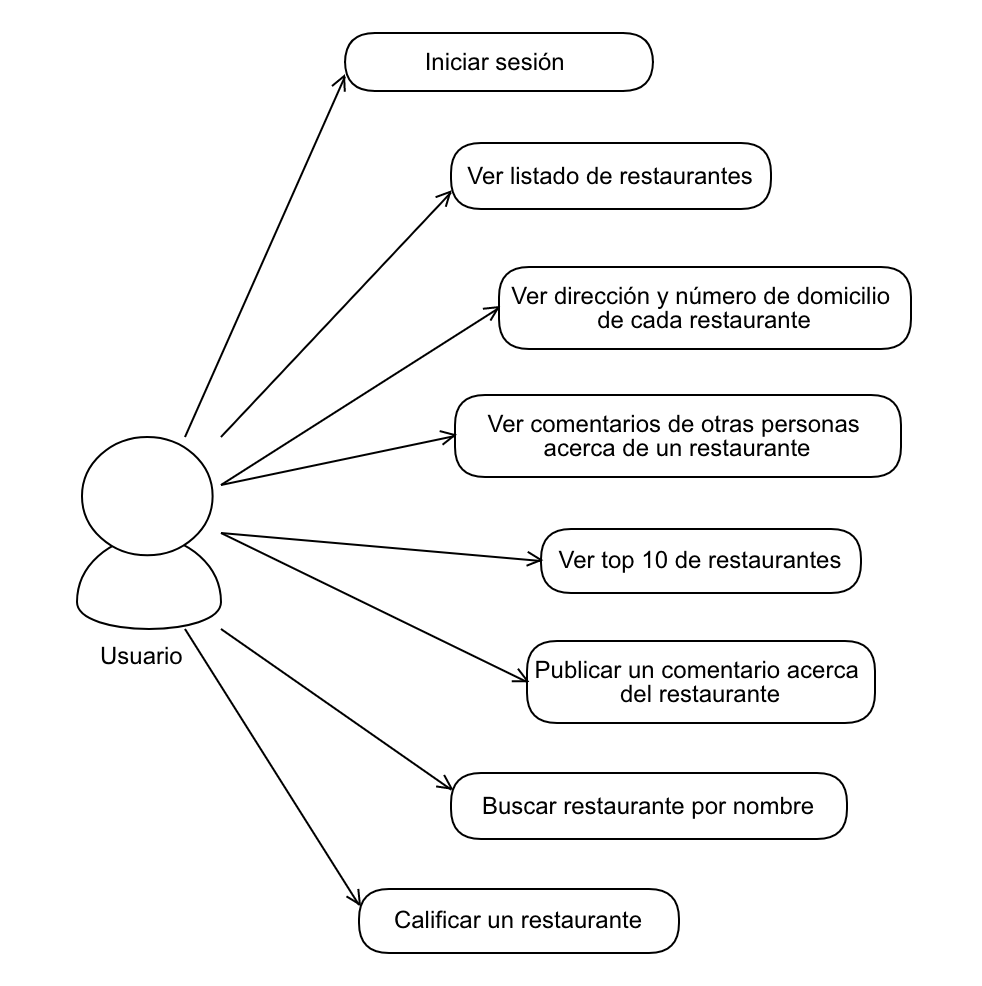 Iniciar sesión
Ver listado de restaurantes
Ver dirección y número de domicilio
de cada restaurante
Ver comentarios de otras personas
acerca de un restaurante
Ver top 10 de restaurantes
Usuario
Publicar un comentario acerca
del restaurante
Buscar restaurante por nombre
Calificar un restaurante